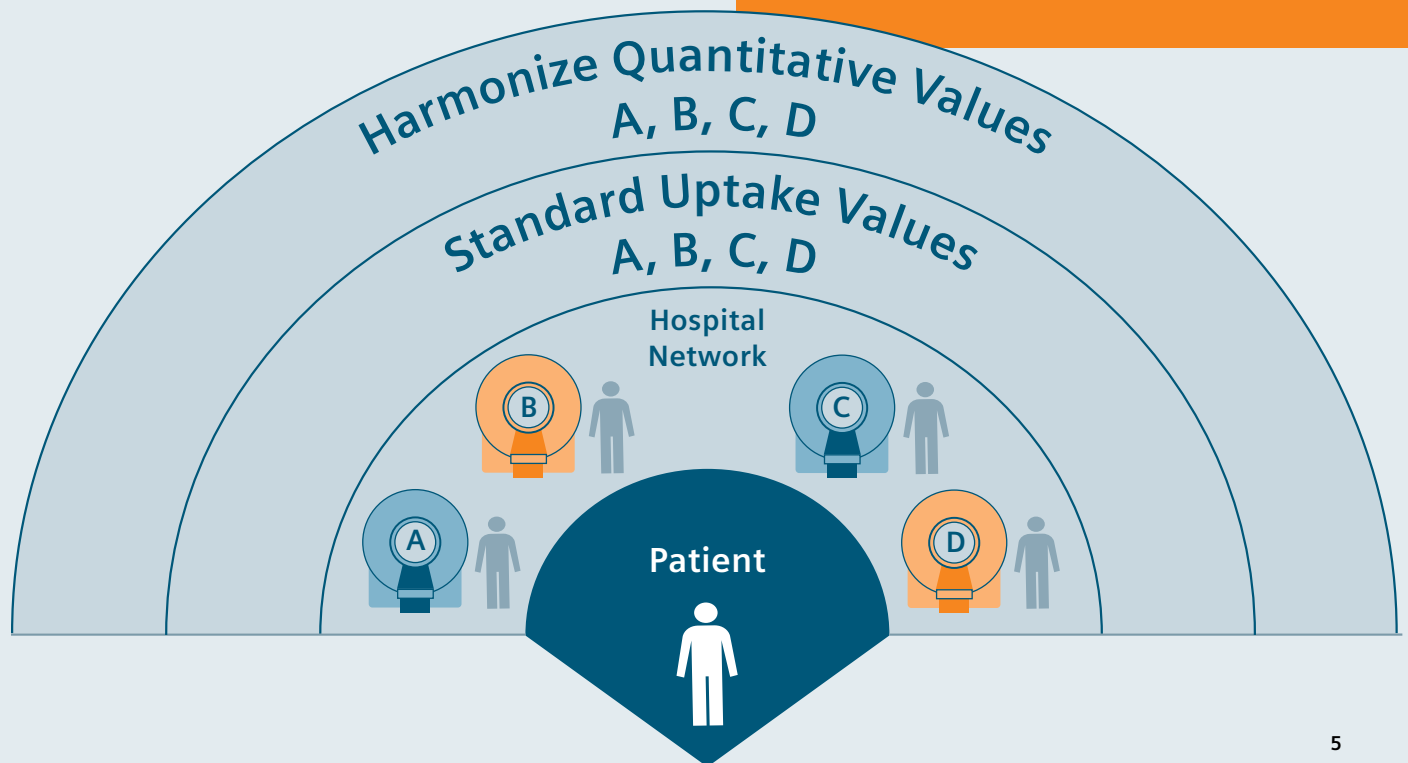 Harmonize Quantitative Values
A, B, C, D
Standard Uptake Values
A, B, C, D
Hospital
Network
B
C
A
D
Patient
5